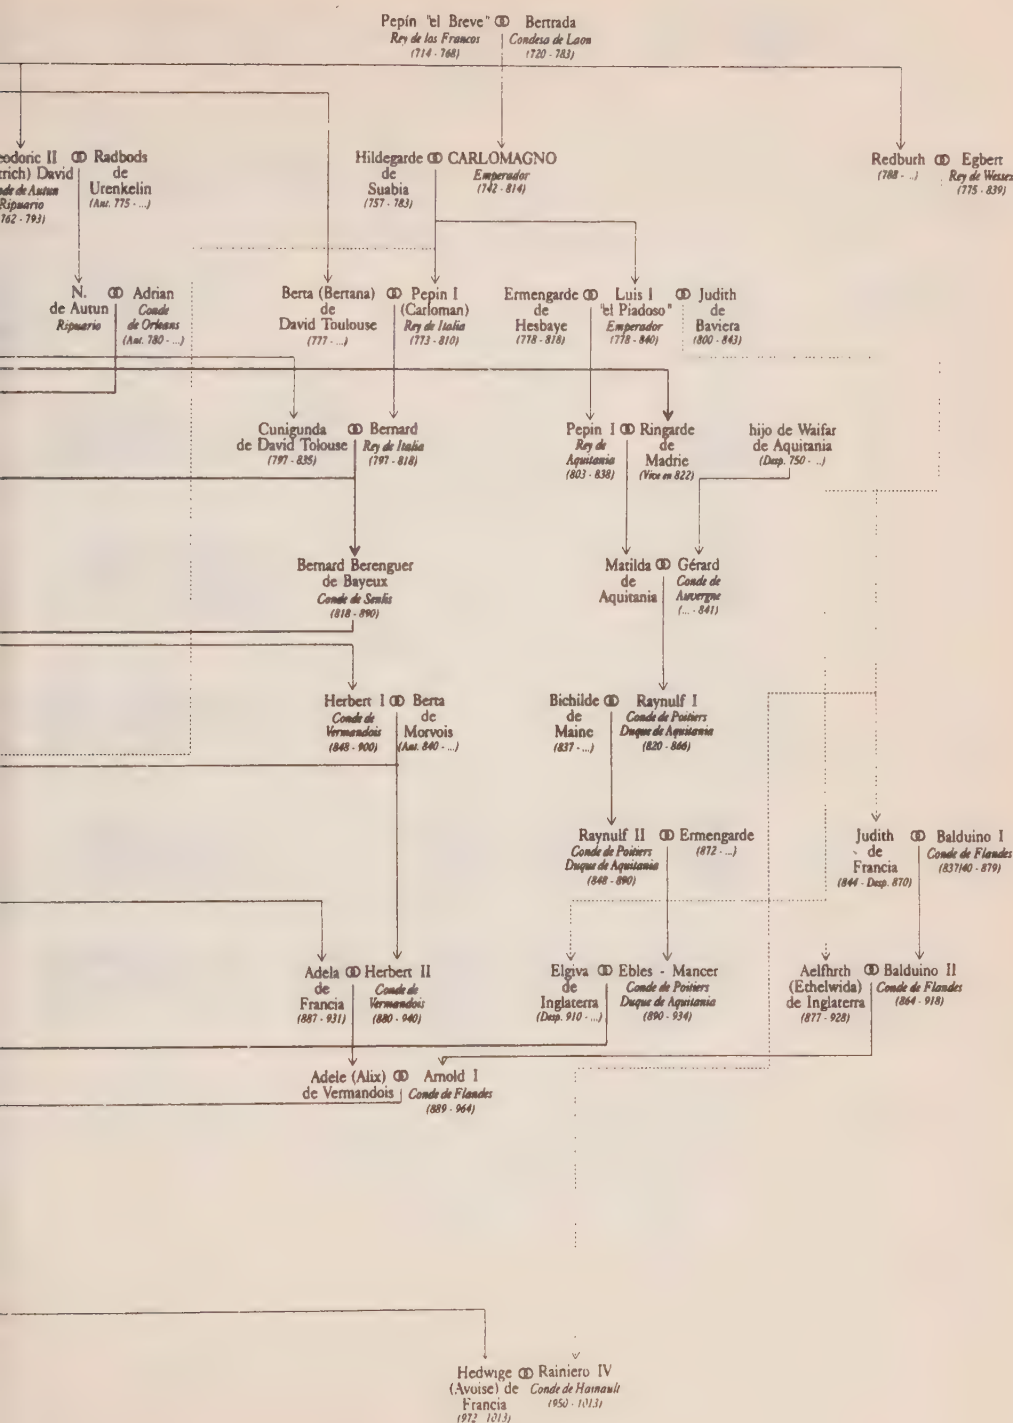 Pepín "el Breve" Bertrada
Rey de los Francos Condesa de Laon
(714 - 768) (720 - 783)
eodoric II Radbods
trich) David de
nde de Autun Urenkelin
Ripuario (Ant. 775 - ...)
762 - 793)
Hildegarde CARLOMAGNO
de Emperador
Suabia (742 - 814)
(757 - 783)
Redburh Egbert
(788 - ..) Rey de Wessex
(775 - 839)
N. Adrian
de Autun Conde
Ripuario de Orleans
(Ant. 780 - ...)
Berta (Bertana) Pepin I
de (Carloman)
David Toulouse Rey de Italia
(777 - ...) (773 - 810)
Ermengarde Luis I Judith
de "el Piadoso" de
Hesbaye Emperador Baviera
(778 - 818) (778 - 840) (800 - 843)
Cunigunda Bernard
de David Tolouse Rey de Italia
(797 - 835) (797 - 818)
Pepin I Ringarde
Rey de de
Aquitania Madrie
(803 - 838) (Vive en 822)
hijo de Waifar
de Aquitania
(Desp. 750 - ..)
Bernard Berenguer
de Bayeux
Conde de Senlis
(818 - 890)
Matilda Gérard
de Conde de
Aquitania Auvergne
(... - 841)
Herbert I Berta
Conde de de
Vermandois Morvois
(848 - 900) (Ant. 840 - ...)
Bichilde Raynulf I
de Conde de Poitiers
Maine Duque de Aquitania
(837 - ...) (820 - 866)
Raynulf II Ermengarde
Conde de Poitiers (872 - ...)
Duque de Aquitania
(848 - 890)
Judith Balduino I
de Conde de Flandes
Francia (837/40 - 879)
(844 - Desp. 870)
Adela Herbert II
de Conde de
Francia Vermandois
(887 - 931) (880 - 940)
Elgiva Ebles - Mancer
de Conde de Poitiers
Inglaterra Duque de Aquitania
(Desp. 910 - ...) (890 - 934)
Aelfhrth Balduino II
(Ethelwida) Conde de Flandes
de Inglaterra (864 - 918)
(877 - 928)
Adele (Alix) Arnold I
de Vermandois Conde de Flandes
(889 - 964)
Hedwige Rainiero IV
(Avoise) de Conde de Hainault
Francia (950 - 1013)
(972 1013)